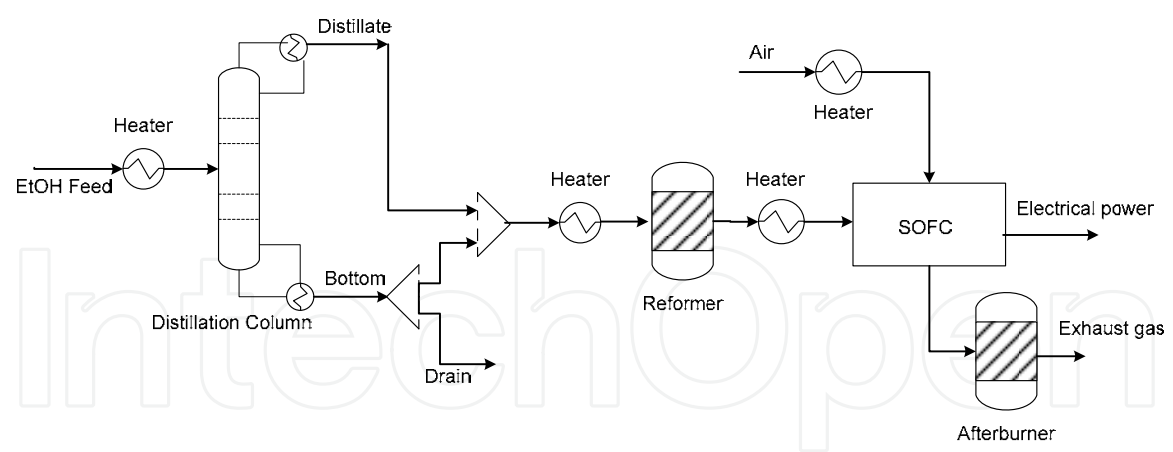 Distillate
Air
Heater
Heater
EtOH Feed
Heater
Heater
SOFC
Electrical power
Bottom
Reformer
Distillation Column
Drain
Exhaust gas
Afterburner
IntechOpen